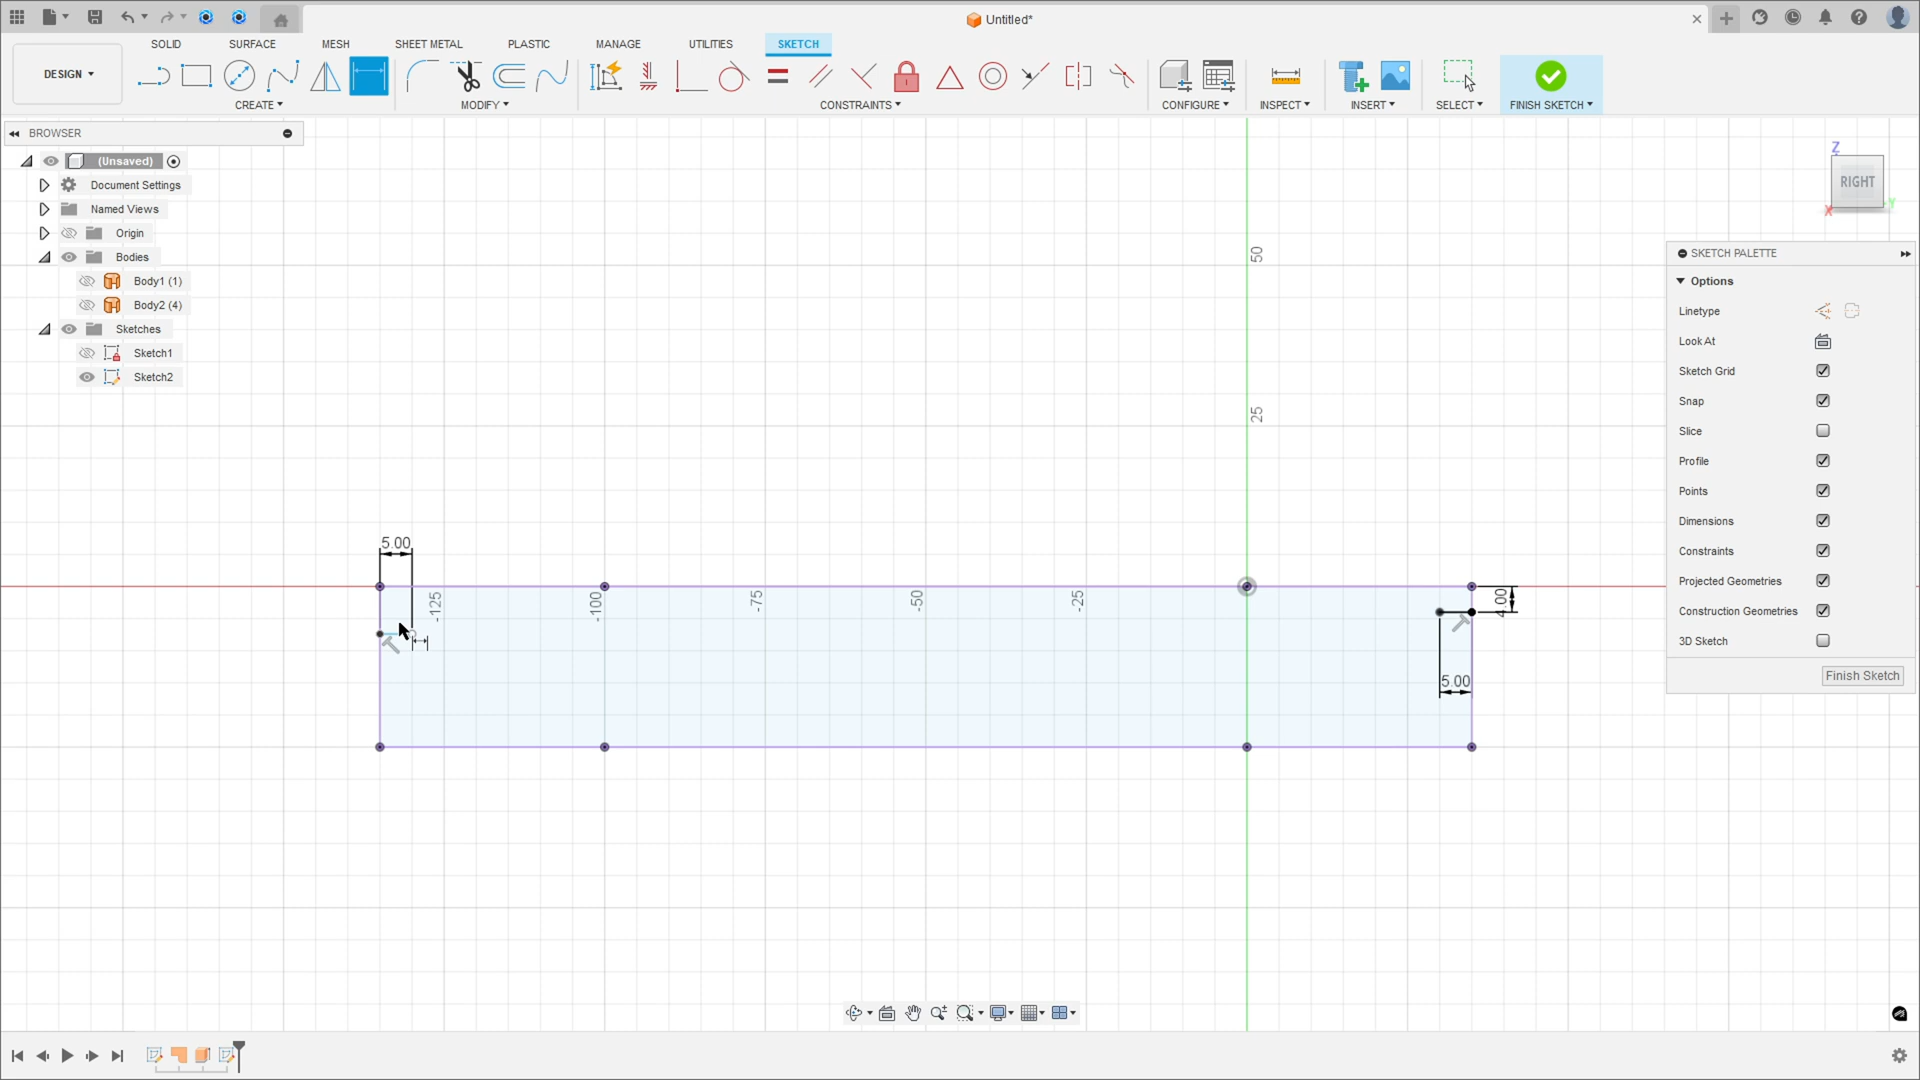 Untitled*
SOLID
SURFACE
MESH
SHEET METAL
PLASTIC
MANAGE
UTILITIES
SKETCH
DESIGN
CREATE
MODIFY
CONSTRAINTS
CONFIGURE
INSPECT
INSERT
SELECT
FINISH SKETCH
BROWSER
(Unsaved)
Document Settings
Named Views
Origin
Bodies
Body1 (1)
Body2 (4)
Sketches
Sketch1
Sketch2
Z
RIGHT
X
Y
50
25
5.00
-125
-100
-75
-50
-25
4.00
5.00
SKETCH PALETTE
Options
Linetype
Look At
Sketch Grid
Snap
Slice
Profile
Points
Dimensions
Constraints
Projected Geometries
Construction Geometries
3D Sketch
Finish Sketch